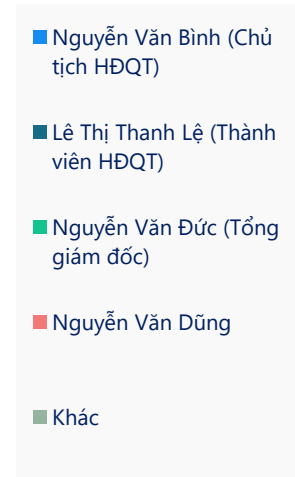 Nguyễn Văn Bình (Chủ
tịch HĐQT)
Lê Thị Thanh Lệ (Thành
viên HĐQT)
Nguyễn Văn Đức (Tổng
giám đốc)
Nguyễn Văn Dũng
Khác